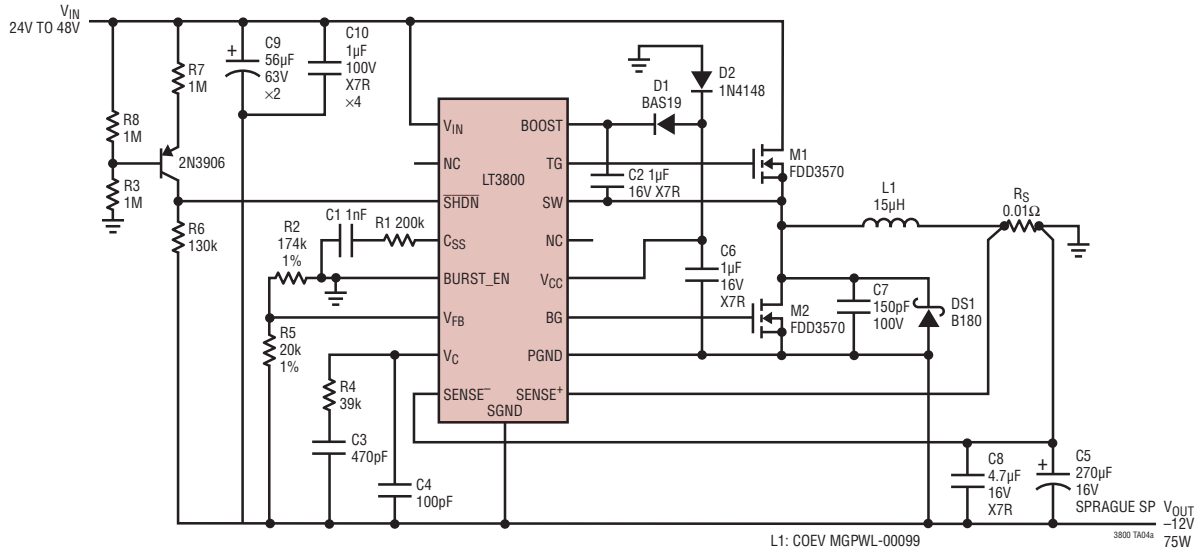 VIN
24V TO 48V
R8
1M
R7
1M
C9
56µF
63V
×2
+
C10
1µF
100V
X7R
×4
2N3906
R3
1M
R6
130k
R2
174k
1%
C1 1nF
R1 200k
R5
20k
1%
R4
39k
C3
470pF
C4
100pF
LT3800
VIN
NC
SHDN
CSS
BURST_EN
VFB
VC
SENSE–
SGND
BOOST
TG
SW
NC
VCC
BG
PGND
SENSE+
D1
BAS19
D2
1N4148
C2 1µF
16V X7R
M1
FDD3570
L1
15µH
RS
0.01Ω
C6
1µF
16V
X7R
M2
FDD3570
C7
150pF
100V
DS1
B180
C8
4.7µF
16V
X7R
+
C5
270µF
16V
SPRAGUE SP
VOUT
–12V
75W
3800 TA04a
L1: COEV MGPWL-00099